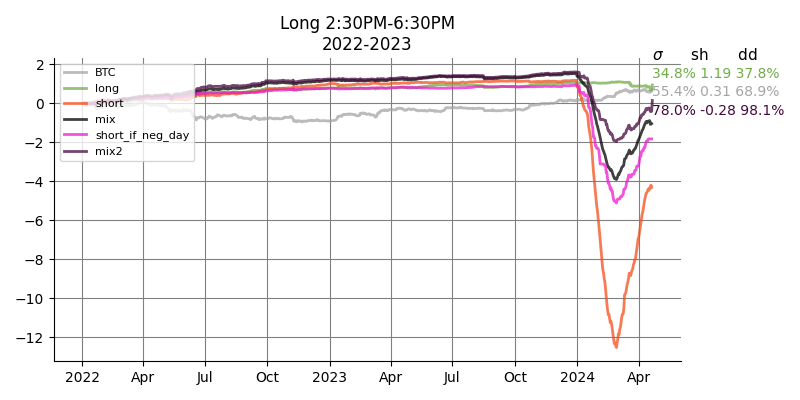 Long 2:30PM-6:30PM
2022-2023
σ sh dd
34.8% 1.19 37.8%
55.4% 0.31 68.9%
78.0% -0.28 98.1%
BTC
long
short
mix
short_if_neg_day
mix2
2
0
−2
−4
−6
−8
−10
−12
2022 Apr Jul Oct 2023 Apr Jul Oct 2024 Apr